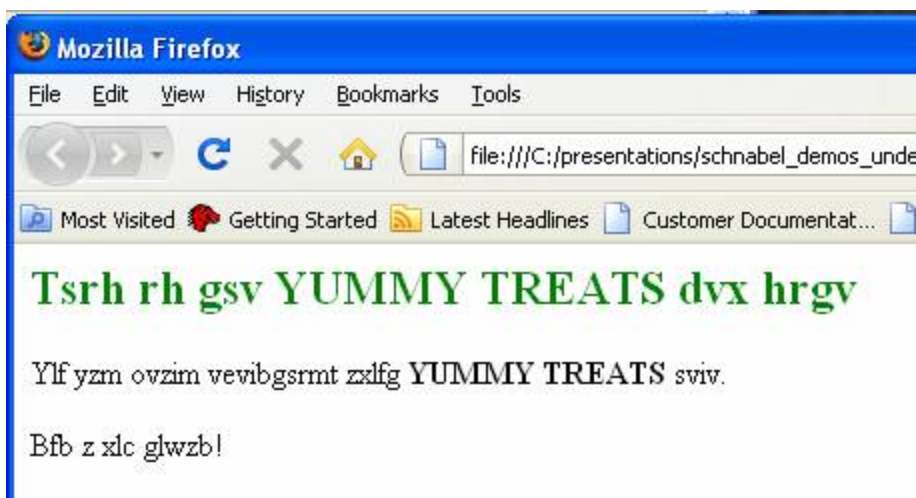 Mozilla Firefox
File Edit View History Bookmarks Tools
file:///C:/presentations/schnabel_demos_unde
Most Visited Getting Started Latest Headlines Customer Documentat...
Tsrh rh gsv YUMMY TREATS dvx hrgv
Ylf yzm ovzim vevibgsrmt zxlfg YUMMY TREATS sviv.
Bfb z xlc glwzb!